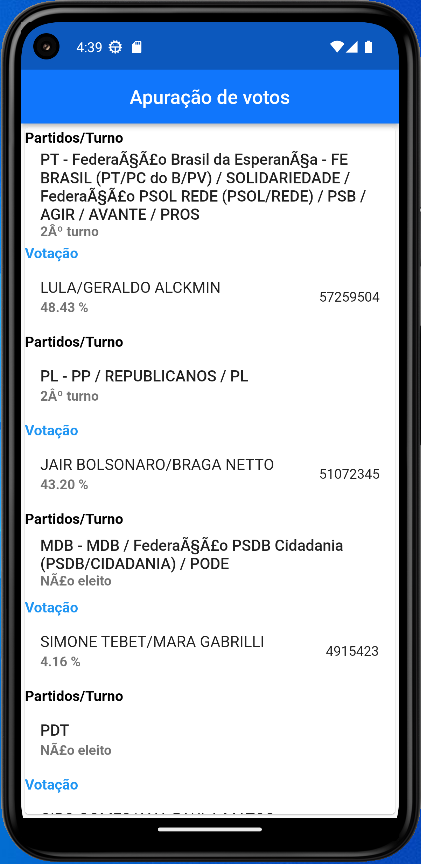 4:39
Apuração de votos
Partidos/Turno
PT - FederaÃ§Ã£o Brasil da EsperanÃ§a - FE
BRASIL (PT/PC do B/PV) / SOLIDARIEDADE /
FederaÃ§Ã£o PSOL REDE (PSOL/REDE) / PSB /
AGIR / AVANTE / PROS
2Âº turno
Votação
LULA/GERALDO ALCKMIN 57259504
48.43 %
Partidos/Turno
PL - PP / REPUBLICANOS / PL
2Âº turno
Votação
JAIR BOLSONARO/BRAGA NETTO 51072345
43.20 %
Partidos/Turno
MDB - MDB / FederaÃ§Ã£o PSDB Cidadania
(PSDB/CIDADANIA) / PODE
NÃ£o eleito
Votação
SIMONE TEBET/MARA GABRILLI 4915423
4.16 %
Partidos/Turno
PDT
NÃ£o eleito
Votação